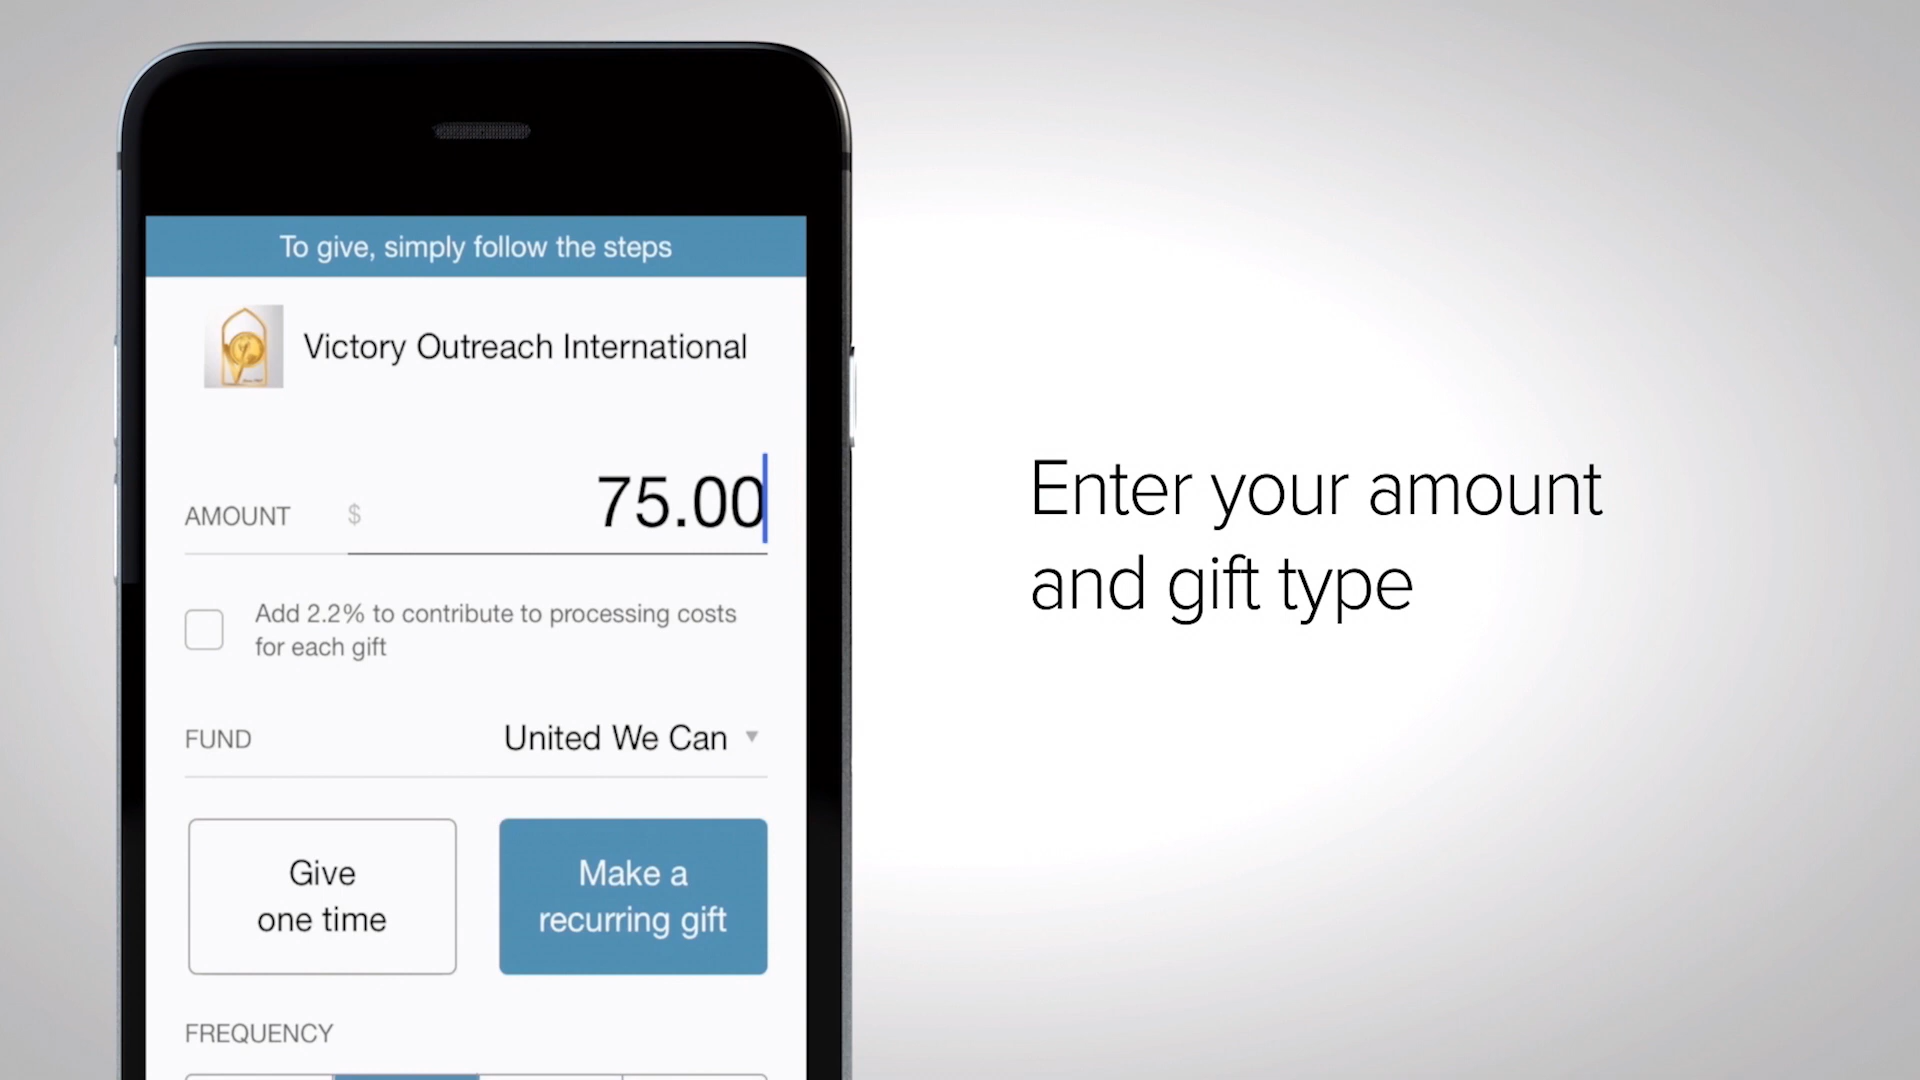 To give, simply follow the steps
Victory Outreach International
AMOUNT $ 75.00
Add 2.2% to contribute to processing costs
for each gift
FUND United We Can
Give
one time
Make a
recurring gift
FREQUENCY
Enter your amount
and gift type